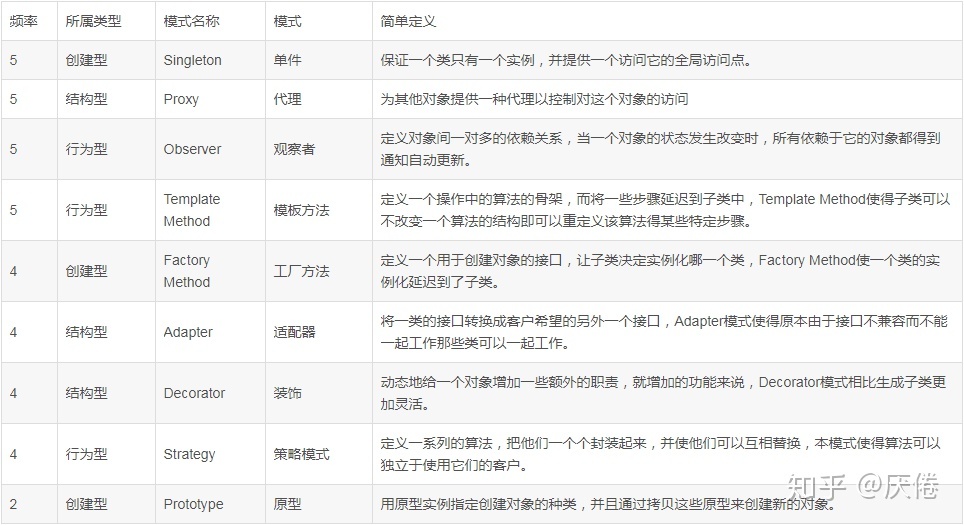 频率 所属类型 模式名称 模式 简单定义
5 创建型 Singleton 单件 保证一个类只有一个实例，并提供一个访问它的全局访问点。
5 结构型 Proxy 代理 为其他对象提供一种代理以控制对这个对象的访问
5 行为型 Observer 观察者 定义对象间一对多的依赖关系，当一个对象的状态发生改变时，所有依赖于它的对象都得到
通知自动更新。
5 行为型 Template
Method 模板方法 定义一个操作中的算法的骨架，而将一些步骤延迟到子类中，Template Method使得子类可以
不改变一个算法的结构即可以重定义该算法得某些特定步骤。
4 创建型 Factory
Method 工厂方法 定义一个用于创建对象的接口，让子类决定实例化哪一个类，Factory Method使一个类的实
例化延迟到了子类。
4 结构型 Adapter 适配器 将一类的接口转换成客户希望的另外一个接口，Adapter模式使得原本由于接口不兼容而不能
一起工作那些类可以一起工作。
4 结构型 Decorator 装饰 动态地给一个对象增加一些额外的职责，就增加的功能来说，Decorator模式相比生成子类更
加灵活。
4 行为型 Strategy 策略模式 定义一系列的算法，把他们一个个封装起来，并使他们可以互相替换，本模式使得算法可以
独立于使用它们的客户。
2 创建型 Prototype 原型 用原型实例指定创建对象的种类，并且通过拷贝这些原型来创建新的对象。
知乎 @厌倦